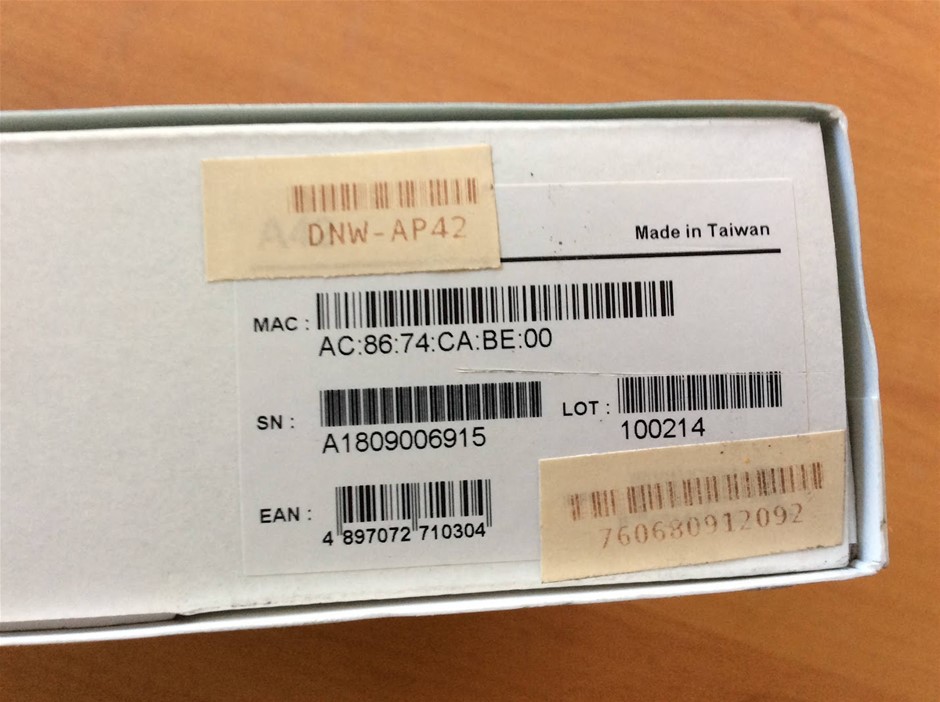 DNW-AP42
Made in Taiwan
MAC :
AC:86:74:CA:BE:00
SN :
A1809006915
LOT :
100214
EAN :
4 897072 710304
760680912092